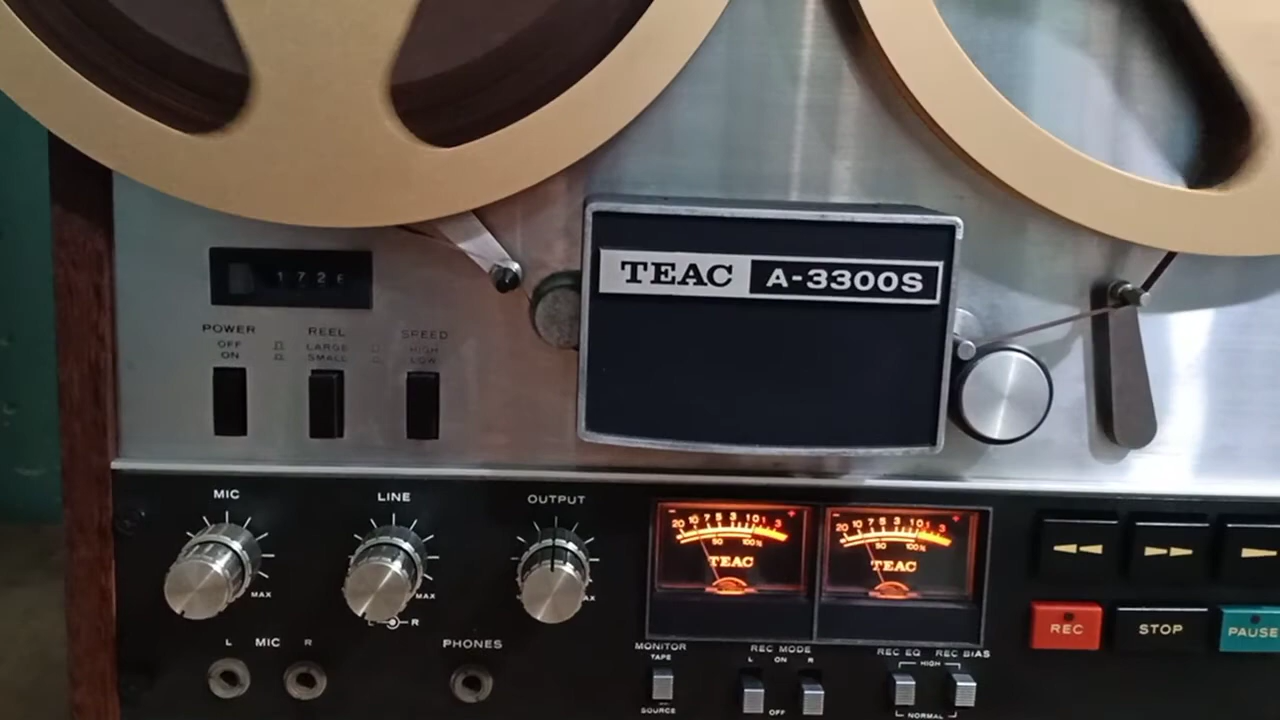 TEAC A-3300S
1726
POWER REEL SPEED
OFF LARGE HIGH
ON SMALL LOW
MIC LINE OUTPUT
MAX MAX
L R
L MIC R PHONES
- 20 10 7 5 3 1 0 1 3 +
50 100%
TEAC
- 20 10 7 5 3 1 0 1 3 +
50 100%
TEAC
REC STOP PAUSE
MONITOR REC MODE REC EQ REC BIAS
TAPE L ON R HIGH
SOURCE OFF NORMAL